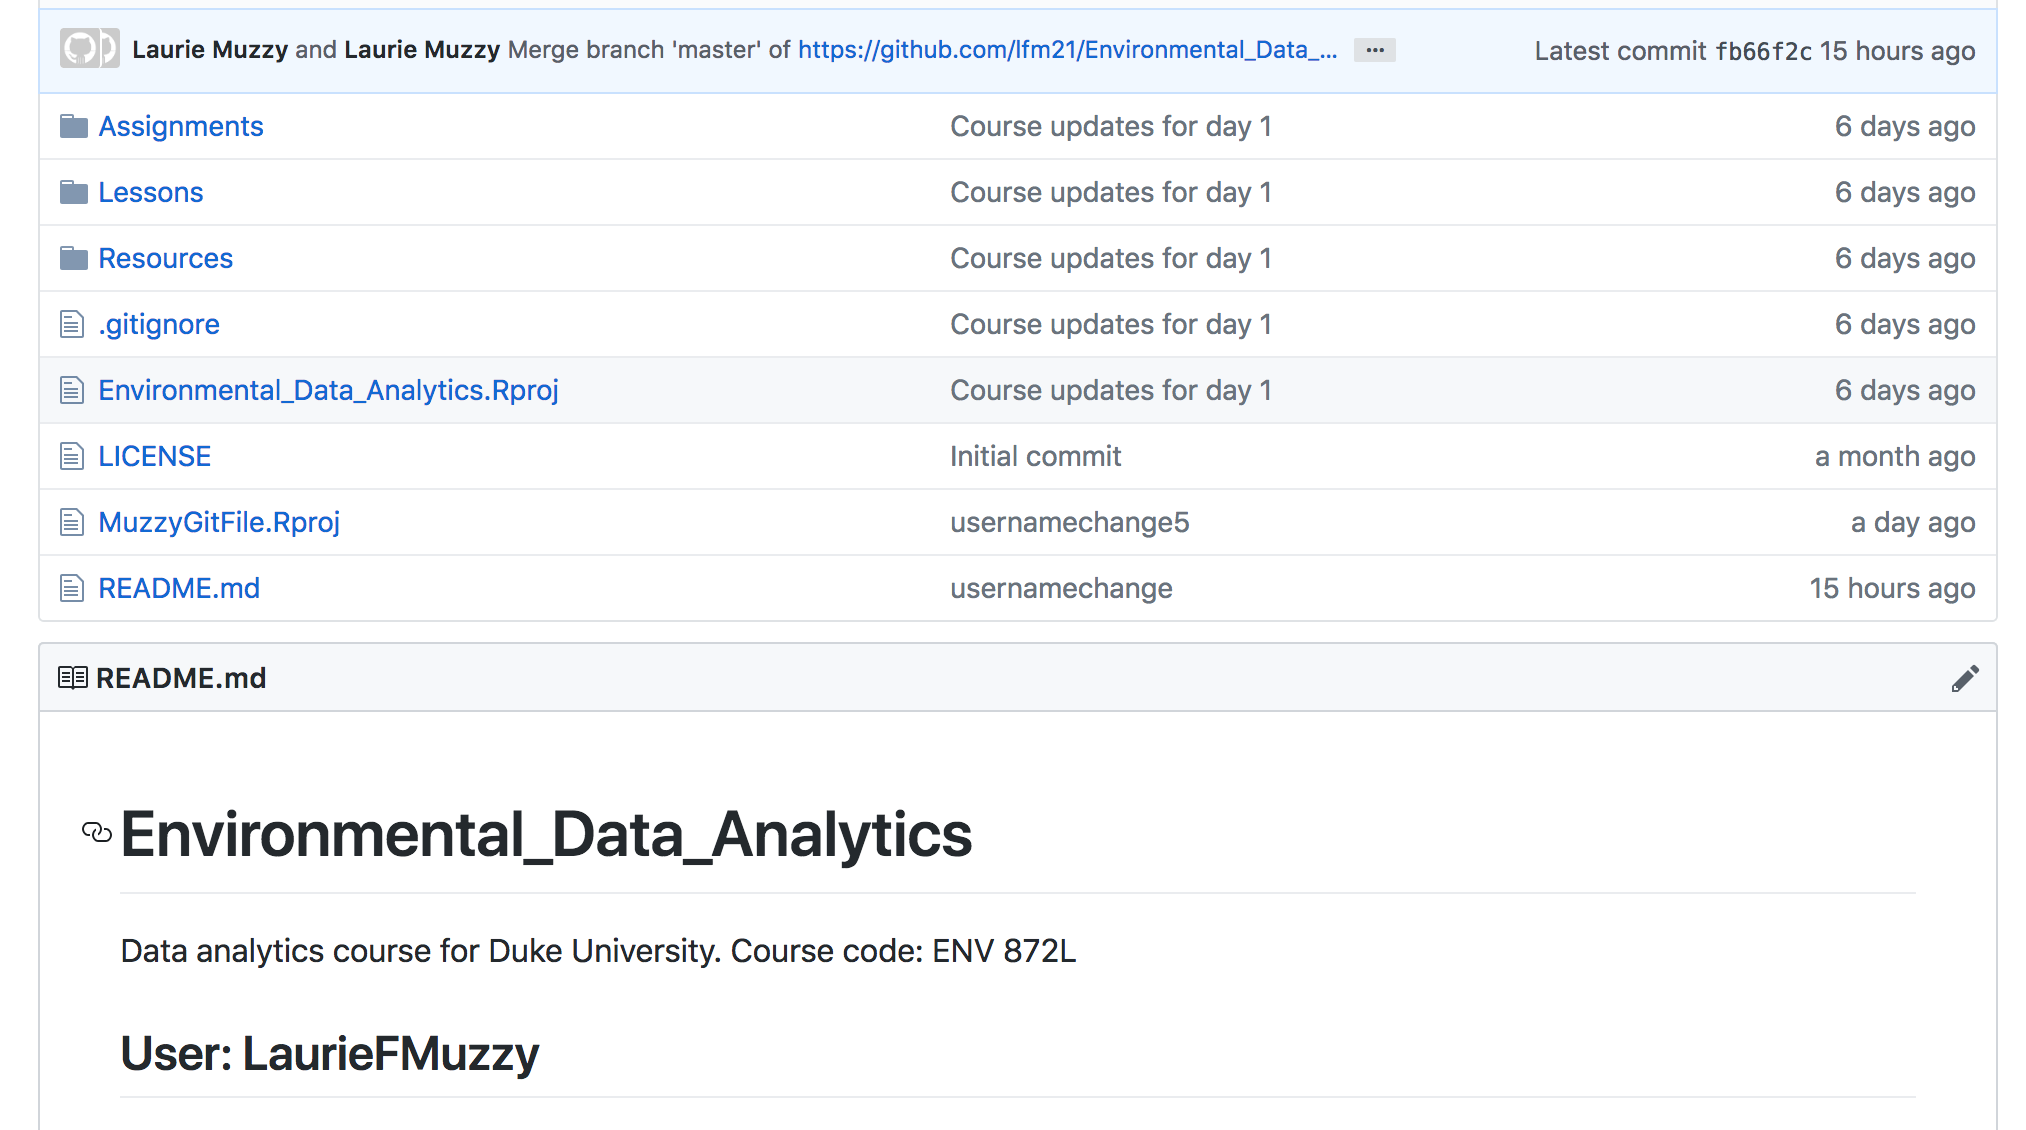 Laurie Muzzy and Laurie Muzzy Merge branch 'master' of https://github.com/lfm21/Environmental_Data_... ... Latest commit fb66f2c 15 hours ago
Assignments Course updates for day 1 6 days ago
Lessons Course updates for day 1 6 days ago
Resources Course updates for day 1 6 days ago
.gitignore Course updates for day 1 6 days ago
Environmental_Data_Analytics.Rproj Course updates for day 1 6 days ago
LICENSE Initial commit a month ago
MuzzyGitFile.Rproj usernamechange5 a day ago
README.md usernamechange 15 hours ago
README.md
Environmental_Data_Analytics
Data analytics course for Duke University. Course code: ENV 872L
User: LaurieFMuzzy